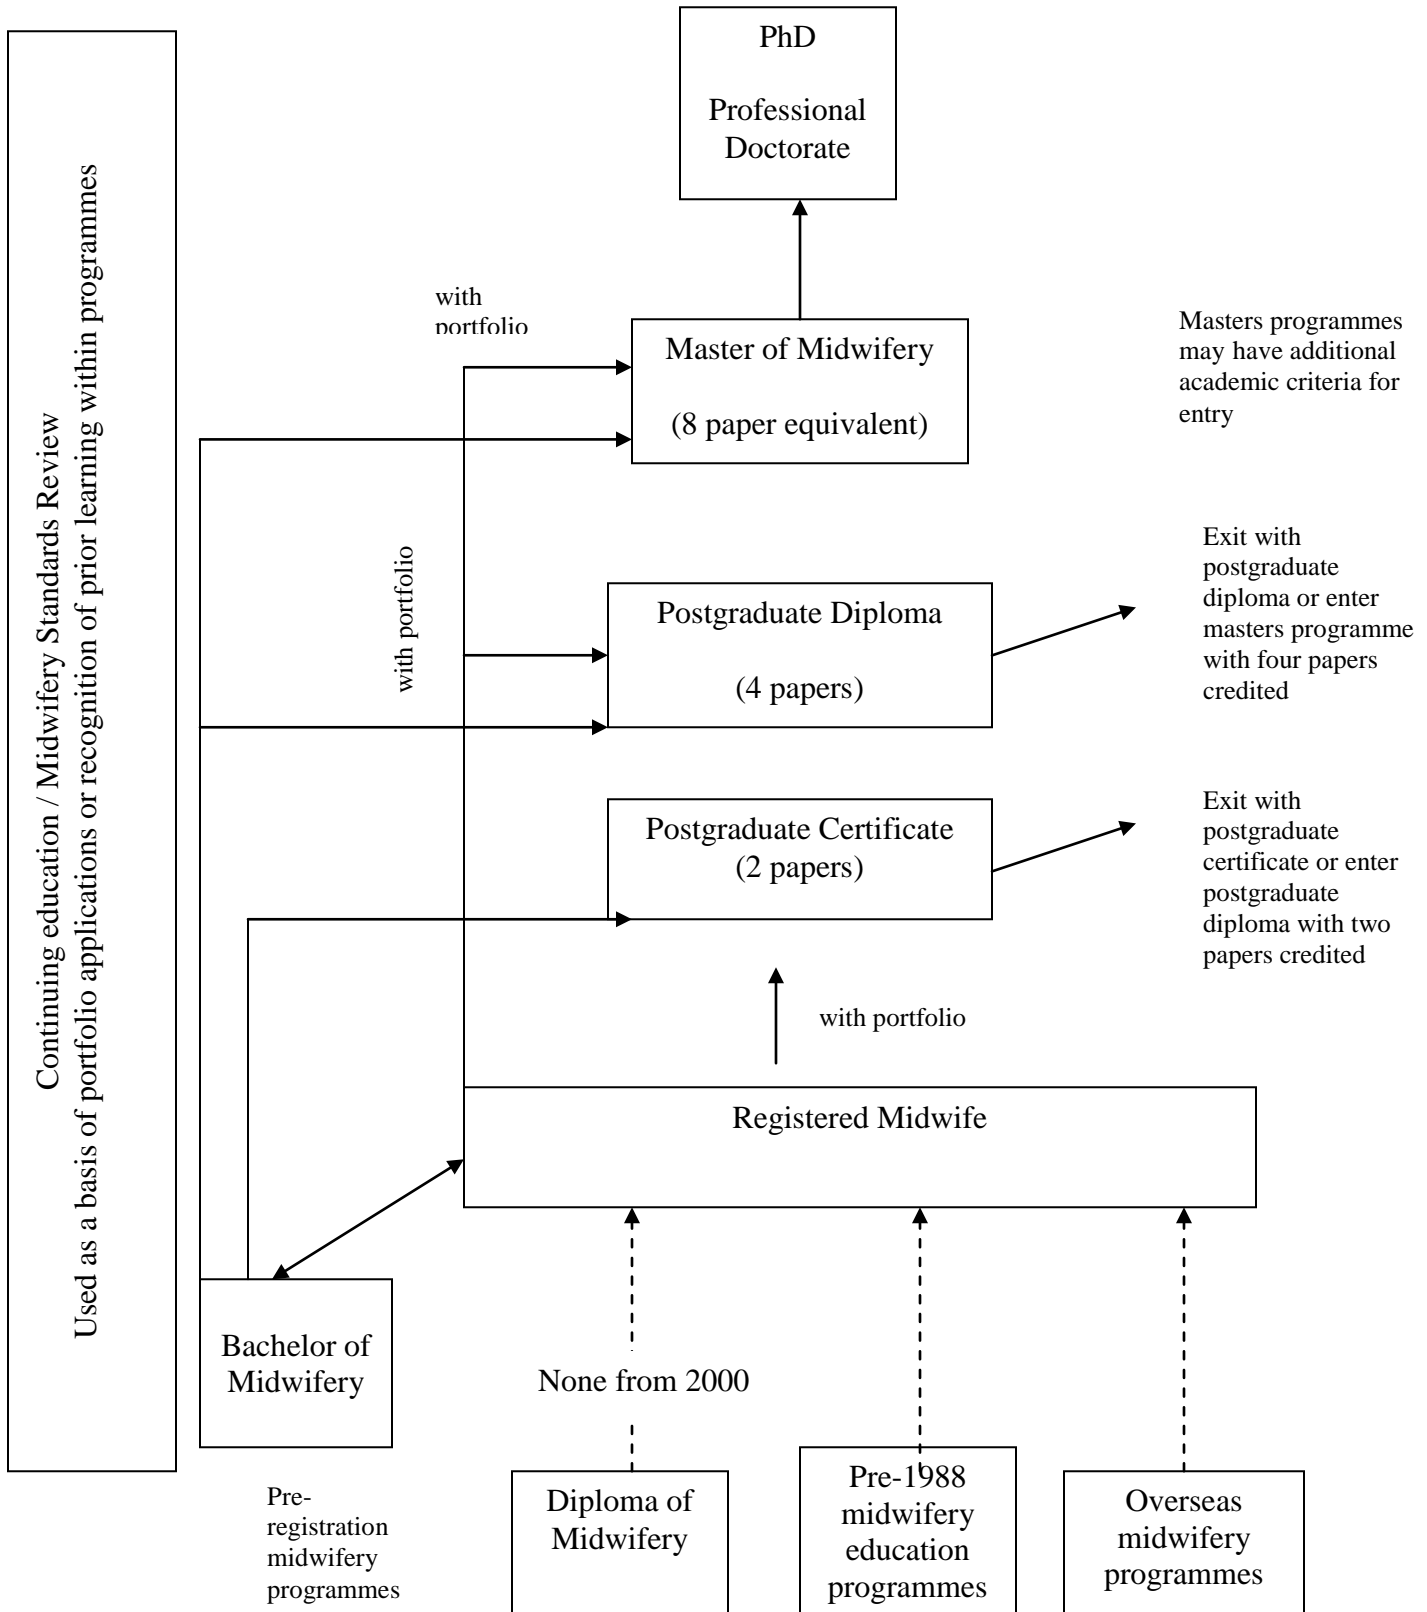 Continuing education / Midwifery Standards Review
Used as a basis of portfolio applications or recognition of prior learning within programmes
PhD
Professional
Doctorate
with
portfolio
Master of Midwifery
(8 paper equivalent)
Masters programmes
may have additional
academic criteria for
entry
with portfolio
Postgraduate Diploma
(4 papers)
Exit with
postgraduate
diploma or enter
masters programme
with four papers
credited
Postgraduate Certificate
(2 papers)
Exit with
postgraduate
certificate or enter
postgraduate
diploma with two
papers credited
with portfolio
Registered Midwife
Bachelor of
Midwifery
None from 2000
Pre-
registration
midwifery
programmes
Diploma of
Midwifery
Pre-1988
midwifery
education
programmes
Overseas
midwifery
programmes